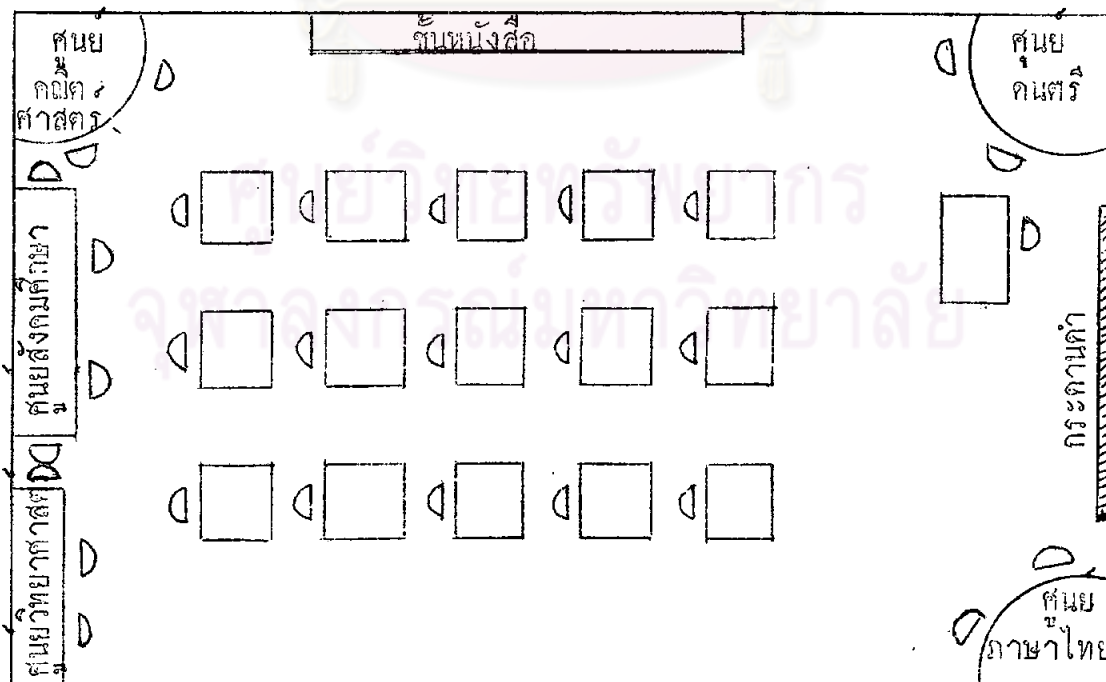 ศูนย
คณิต
ศาสตร
ชั้นหนังสือ
ศูนย
ดนตรี
ศูนยวิทยทรัพยากร
จุฬาลงกรณ์มหาวิทยาลัย
ศูนยสังคมศึกษา
กระดานดำ
ศูนยวิทยาศาสต
ศูนย
ภาษาไทย